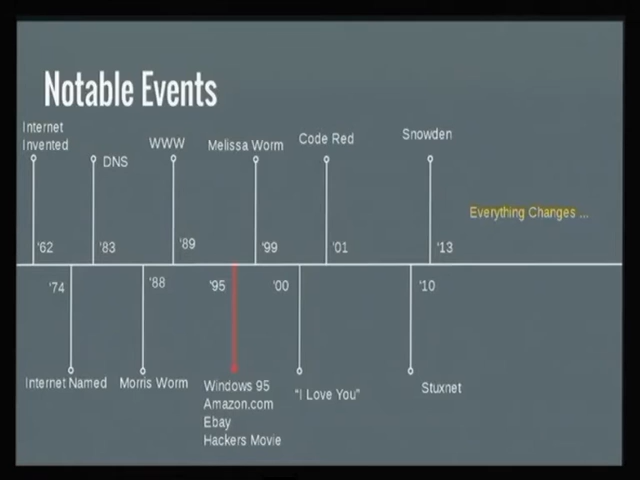 Notable Events
Internet
Invented
DNS
WWW
Melissa Worm
Code Red
Snowden
Everything Changes ...
'62
'83
'89
'99
'01
'13
'74
'88
'95
'00
'10
Internet Named
Morris Worm
Windows 95
Amazon.com
Ebay
Hackers Movie
"I Love You"
Stuxnet